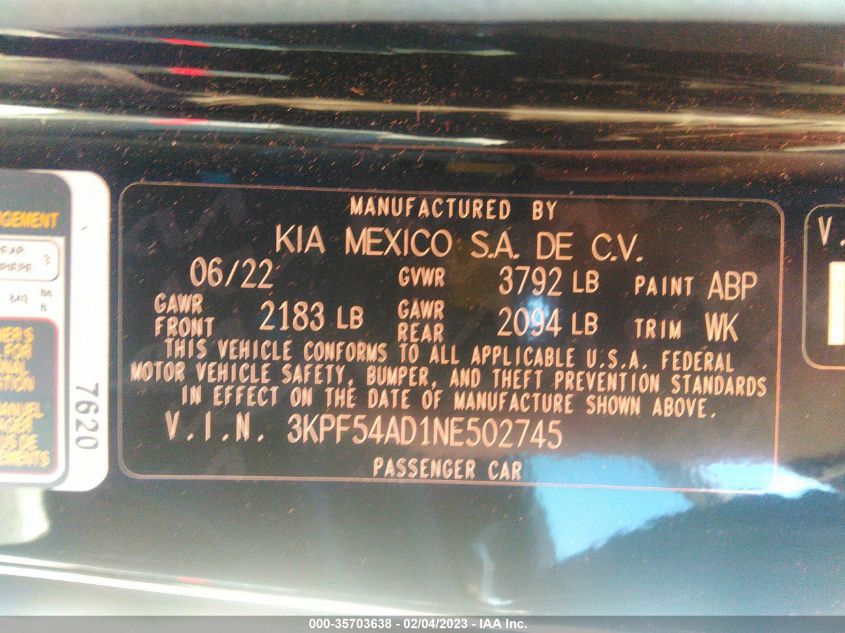 MANUFACTURED BY
KIA MEXICO S.A. DE C.V.
06/22 GVWR 3792 LB PAINT ABP
GAWR FRONT 2183 LB GAWR REAR 2094 LB TRIM WK
THIS VEHICLE CONFORMS TO ALL APPLICABLE U.S.A. FEDERAL
MOTOR VEHICLE SAFETY, BUMPER, AND THEFT PREVENTION STANDARDS
IN EFFECT ON THE DATE OF MANUFACTURE SHOWN ABOVE.
V.I.N. 3KPF54AD1NE502745
PASSENGER CAR
7620
V.
000-35703638 - 02/04/2023 - IAA Inc.